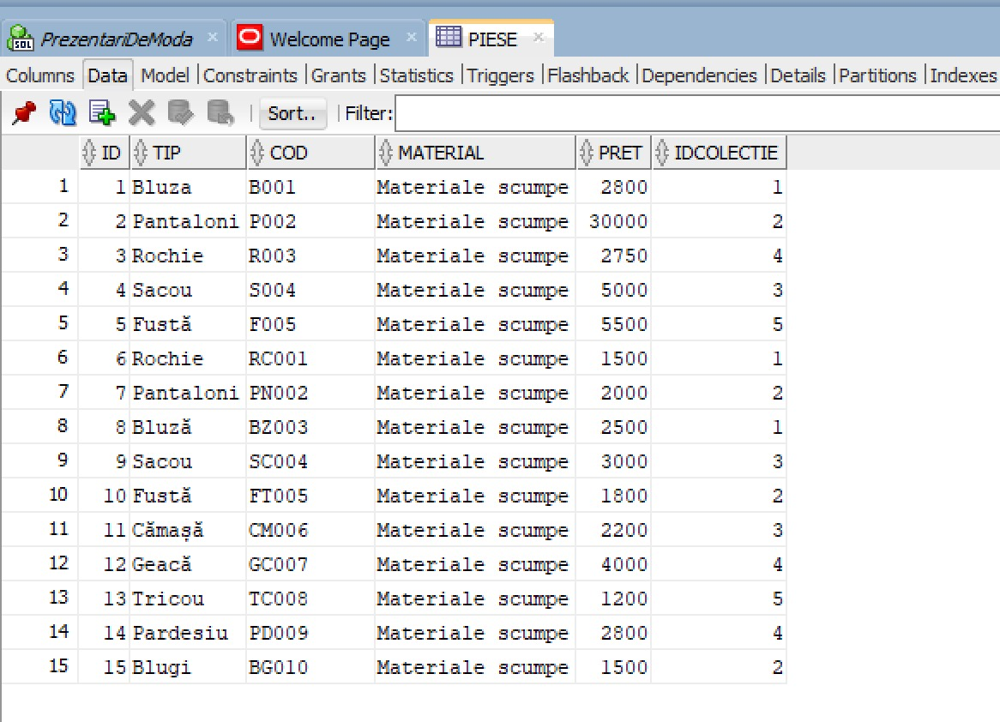 PrezentariDeModa Welcome Page PIESE
Columns Data Model Constraints Grants Statistics Triggers Flashback Dependencies Details Partitions Indexes
Sort.. Filter:
ID TIP COD MATERIAL PRET IDCOLECTIE
1 1 Bluza B001 Materiale scumpe 2800 1
2 2 Pantaloni P002 Materiale scumpe 30000 2
3 3 Rochie R003 Materiale scumpe 2750 4
4 4 Sacou S004 Materiale scumpe 5000 3
5 5 Fustă F005 Materiale scumpe 5500 5
6 6 Rochie RC001 Materiale scumpe 1500 1
7 7 Pantaloni PN002 Materiale scumpe 2000 2
8 8 Bluză BZ003 Materiale scumpe 2500 1
9 9 Sacou SC004 Materiale scumpe 3000 3
10 10 Fustă FT005 Materiale scumpe 1800 2
11 11 Cămașă CM006 Materiale scumpe 2200 3
12 12 Geacă GC007 Materiale scumpe 4000 4
13 13 Tricou TC008 Materiale scumpe 1200 5
14 14 Pardesiu PD009 Materiale scumpe 2800 4
15 15 Blugi BG010 Materiale scumpe 1500 2